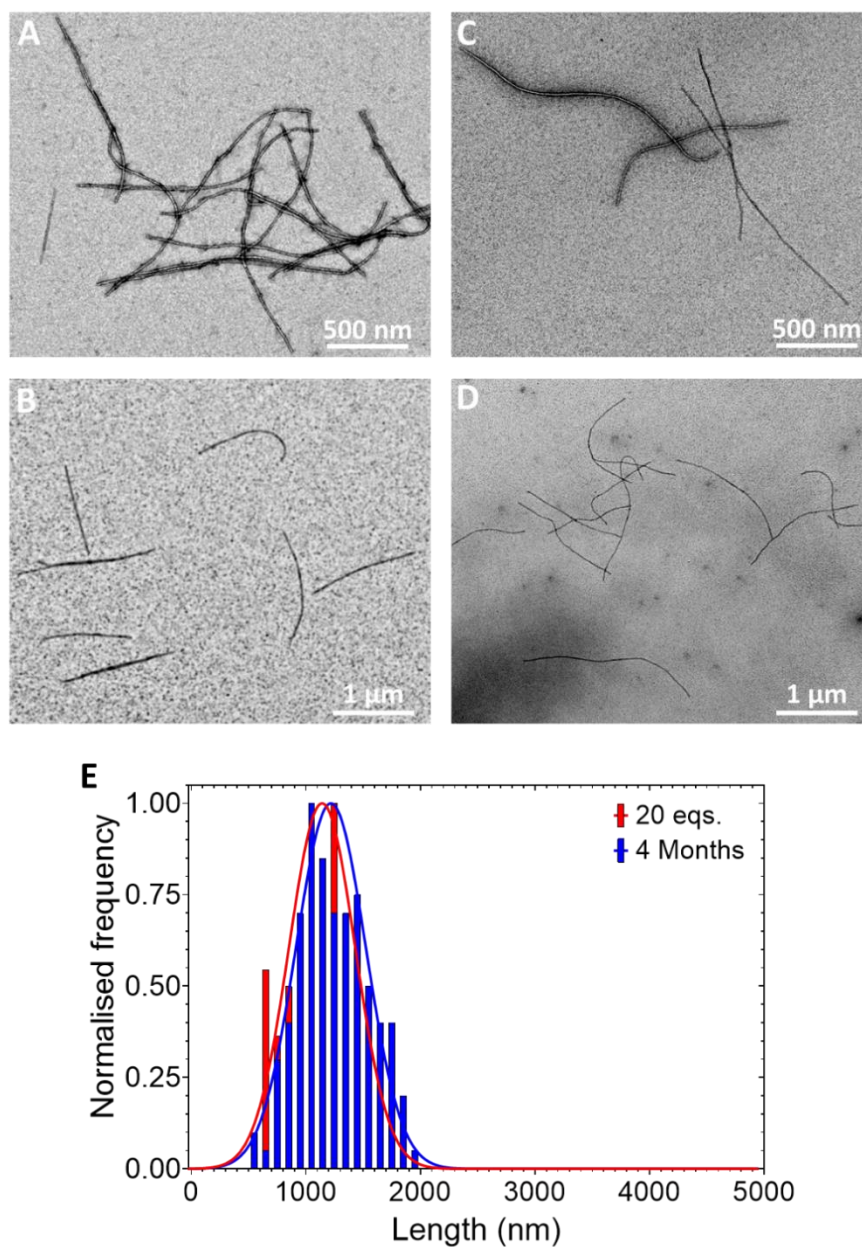 A
500 nm
C
500 nm
B
1 µm
D
1 µm
E
1.00
0.75
0.50
0.25
0.00
Normalised frequency
20 eqs.
4 Months
0 1000 2000 3000 4000 5000
Length (nm)